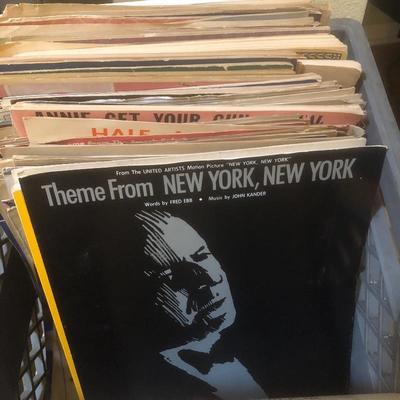 ANNIE GET YOUR GUN
HALF
From The UNITED ARTISTS Motion Picture "NEW YORK, NEW YORK"
Theme From NEW YORK, NEW YORK
Words by FRED EBB • Music by JOHN KANDER